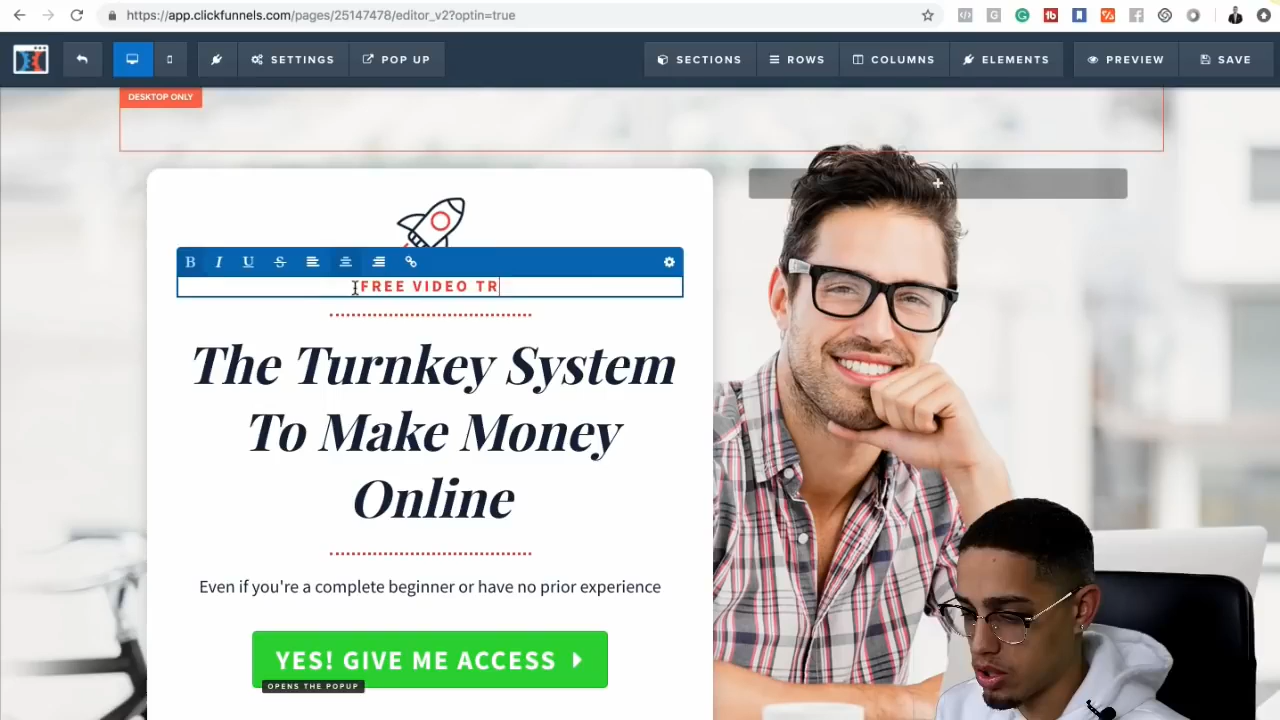 https://app.clickfunnels.com/pages/25147478/editor_v2?optin=true
SETTINGS
POP UP
SECTIONS
ROWS
COLUMNS
ELEMENTS
PREVIEW
SAVE
DESKTOP ONLY
B I U S
FREE VIDEO TR
The Turnkey System
To Make Money
Online
Even if you're a complete beginner or have no prior experience
YES! GIVE ME ACCESS
OPENS THE POPUP